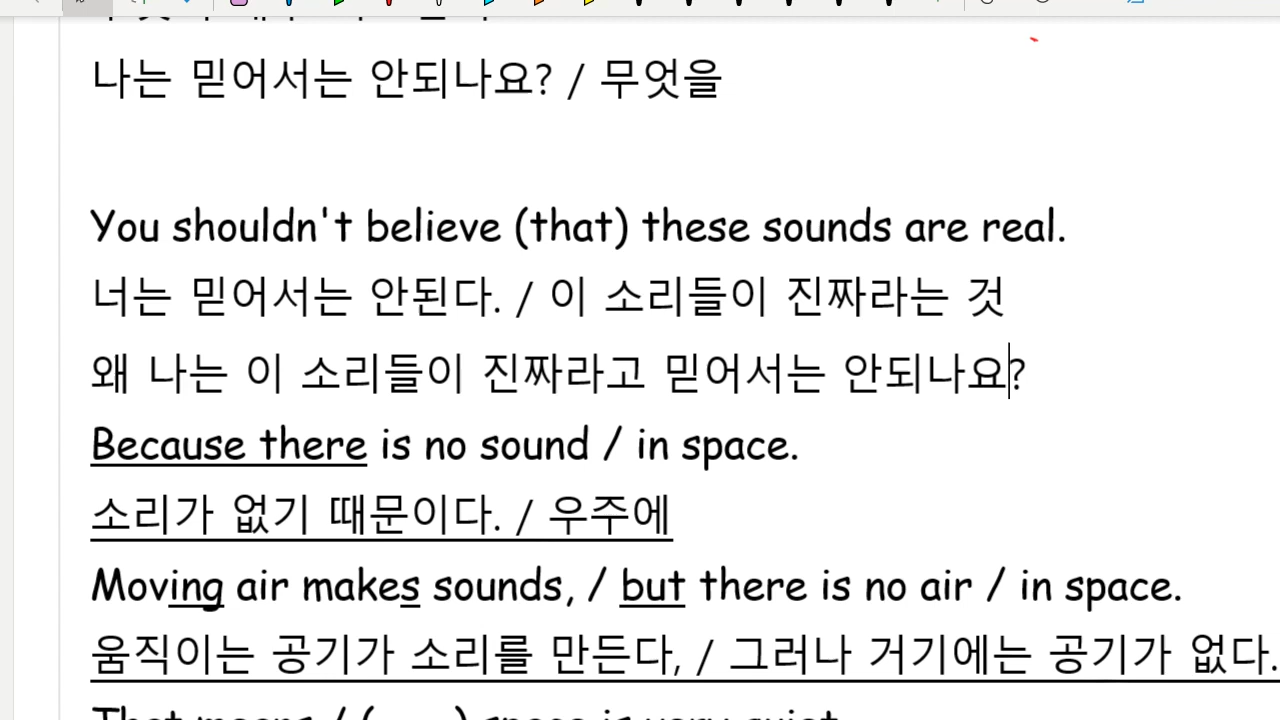 나는 믿어서는 안되나요? / 무엇을
You shouldn't believe (that) these sounds are real.
너는 믿어서는 안된다. / 이 소리들이 진짜라는 것
왜 나는 이 소리들이 진짜라고 믿어서는 안되나요?
Because there is no sound / in space.
소리가 없기 때문이다. / 우주에
Moving air makes sounds, / but there is no air / in space.
움직이는 공기가 소리를 만든다, / 그러나 거기에는 공기가 없다.
That means / ( ) space is very quiet